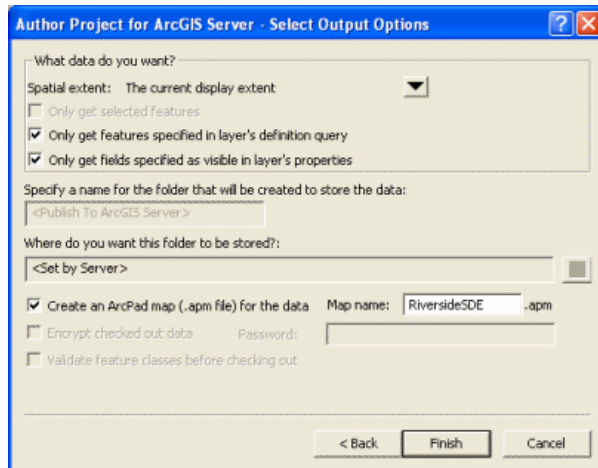 Author Project for ArcGIS Server - Select Output Options
What data do you want?
Spatial extent: The current display extent
Only get selected features
Only get features specified in layer's definition query
Only get fields specified as visible in layer's properties
Specify a name for the folder that will be created to store the data:
<Publish To ArcGIS Server>
Where do you want this folder to be stored?:
<Set by Server>
Create an ArcPad map (.apm file) for the data Map name: RiversideSDE .apm
Encrypt checked out data Password:
Validate feature classes before checking out
< Back Finish Cancel